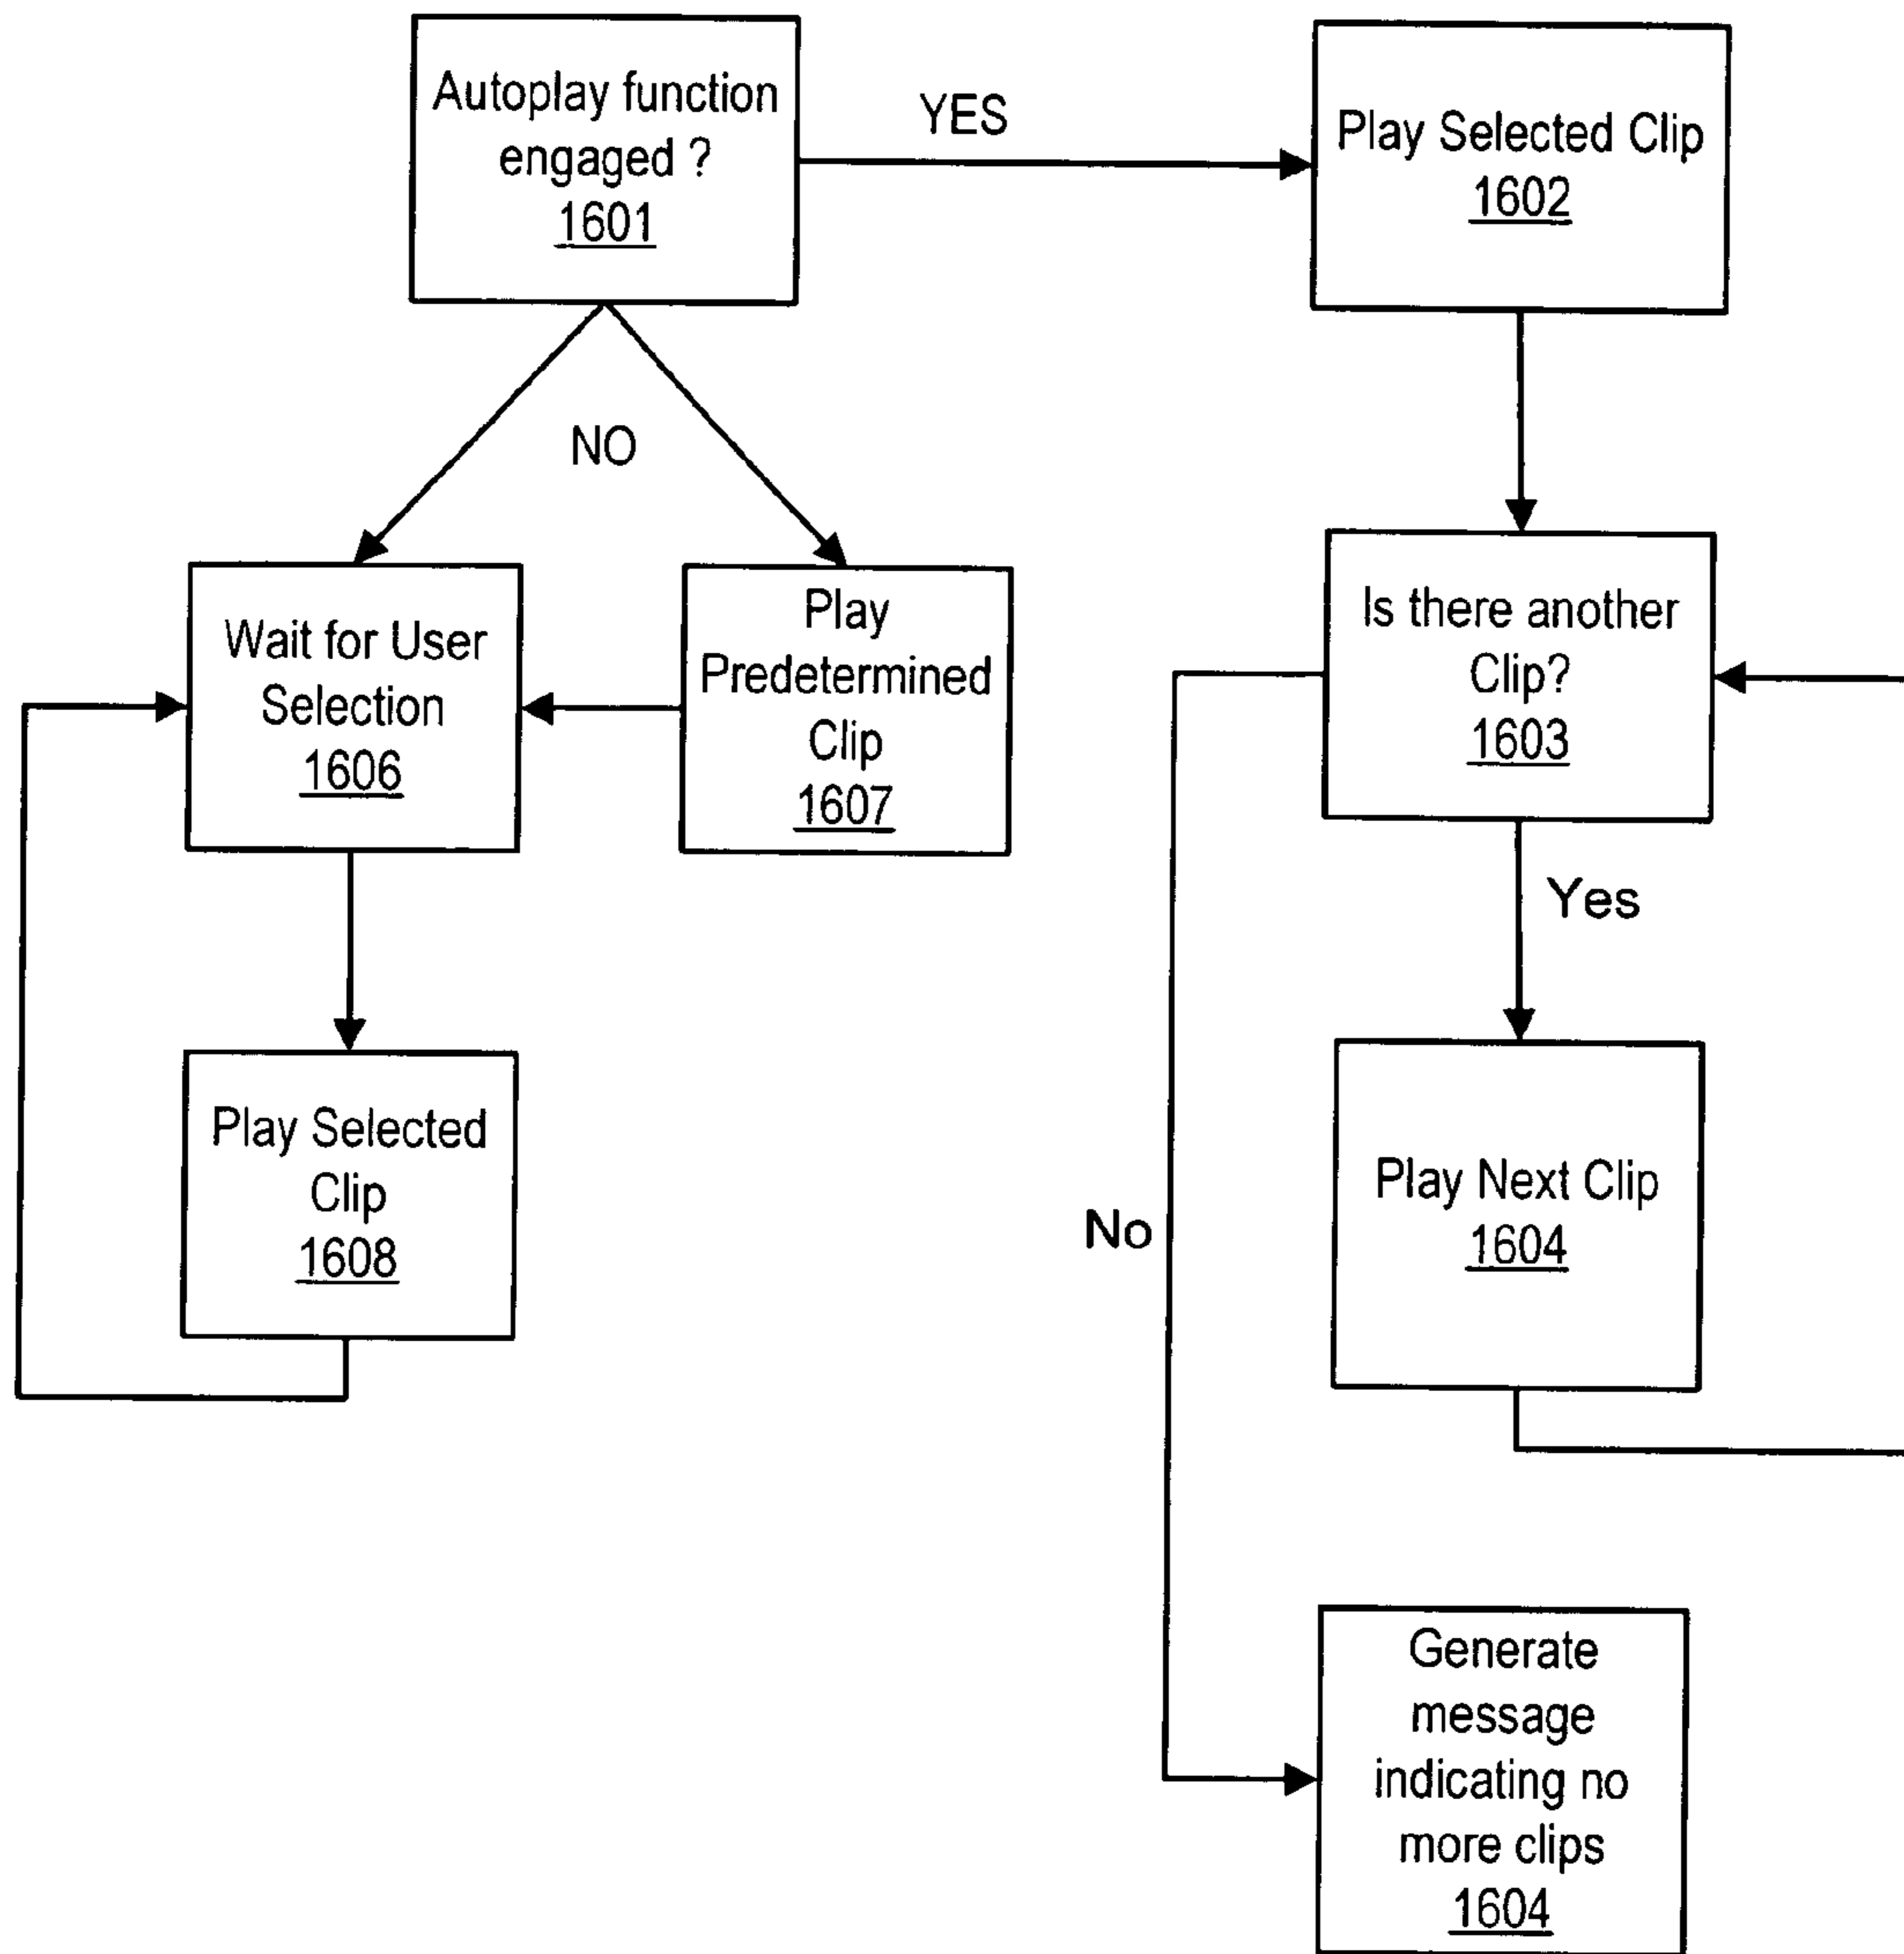 Autoplay function
engaged ?
1601
YES
Play Selected Clip
1602
NO
Wait for User
Selection
1606
Play
Predetermined
Clip
1607
Is there another
Clip?
1603
Yes
Play Selected
Clip
1608
No
Play Next Clip
1604
Generate
message
indicating no
more clips
1604